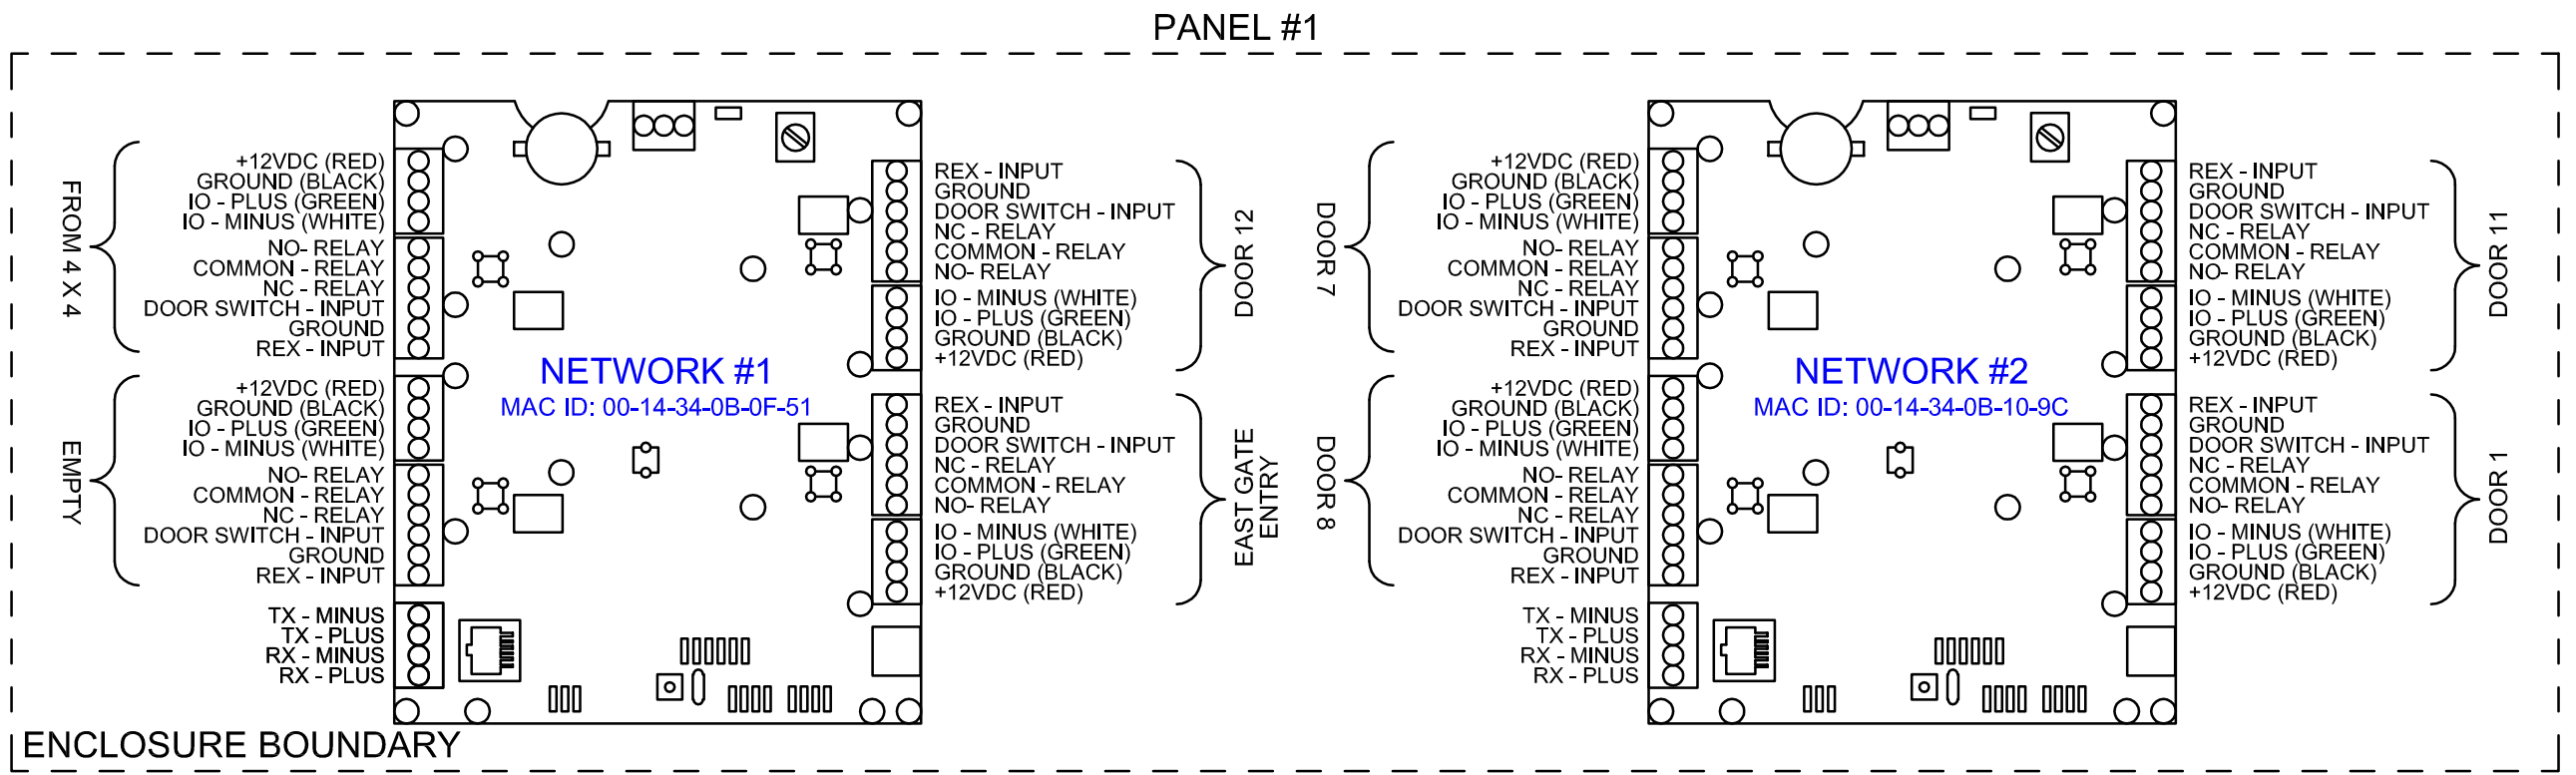 PANEL #1
FROM 4 X 4
+12VDC (RED)
GROUND (BLACK)
IO - PLUS (GREEN)
IO - MINUS (WHITE)
NO- RELAY
COMMON - RELAY
NC - RELAY
DOOR SWITCH - INPUT
GROUND
REX - INPUT
EMPTY
+12VDC (RED)
GROUND (BLACK)
IO - PLUS (GREEN)
IO - MINUS (WHITE)
NO- RELAY
COMMON - RELAY
NC - RELAY
DOOR SWITCH - INPUT
GROUND
REX - INPUT
TX - MINUS
TX - PLUS
RX - MINUS
RX - PLUS
NETWORK #1
MAC ID: 00-14-34-0B-0F-51
REX - INPUT
GROUND
DOOR SWITCH - INPUT
NC - RELAY
COMMON - RELAY
NO- RELAY
IO - MINUS (WHITE)
IO - PLUS (GREEN)
GROUND (BLACK)
+12VDC (RED)
DOOR 12
REX - INPUT
GROUND
DOOR SWITCH - INPUT
NC - RELAY
COMMON - RELAY
NO- RELAY
IO - MINUS (WHITE)
IO - PLUS (GREEN)
GROUND (BLACK)
+12VDC (RED)
EAST GATE
ENTRY
DOOR 7
+12VDC (RED)
GROUND (BLACK)
IO - PLUS (GREEN)
IO - MINUS (WHITE)
NO- RELAY
COMMON - RELAY
NC - RELAY
DOOR SWITCH - INPUT
GROUND
REX - INPUT
DOOR 8
+12VDC (RED)
GROUND (BLACK)
IO - PLUS (GREEN)
IO - MINUS (WHITE)
NO- RELAY
COMMON - RELAY
NC - RELAY
DOOR SWITCH - INPUT
GROUND
REX - INPUT
TX - MINUS
TX - PLUS
RX - MINUS
RX - PLUS
NETWORK #2
MAC ID: 00-14-34-0B-10-9C
REX - INPUT
GROUND
DOOR SWITCH - INPUT
NC - RELAY
COMMON - RELAY
NO- RELAY
IO - MINUS (WHITE)
IO - PLUS (GREEN)
GROUND (BLACK)
+12VDC (RED)
DOOR 11
REX - INPUT
GROUND
DOOR SWITCH - INPUT
NC - RELAY
COMMON - RELAY
NO- RELAY
IO - MINUS (WHITE)
IO - PLUS (GREEN)
GROUND (BLACK)
+12VDC (RED)
DOOR 1
ENCLOSURE BOUNDARY